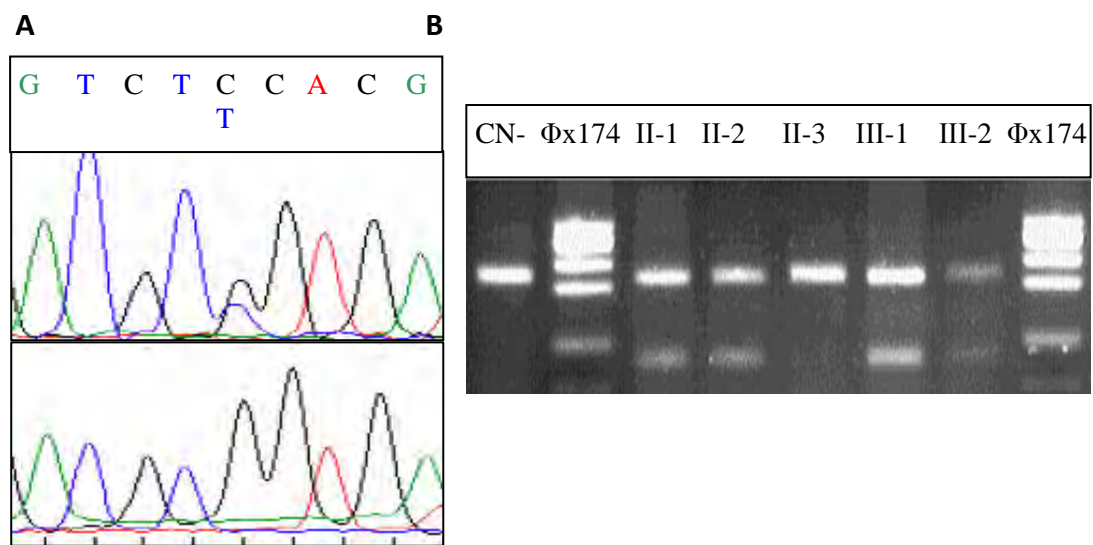 A B
G T C T C C A C G
T
CN- Φx174 II-1 II-2 II-3 III-1 III-2 Φx174